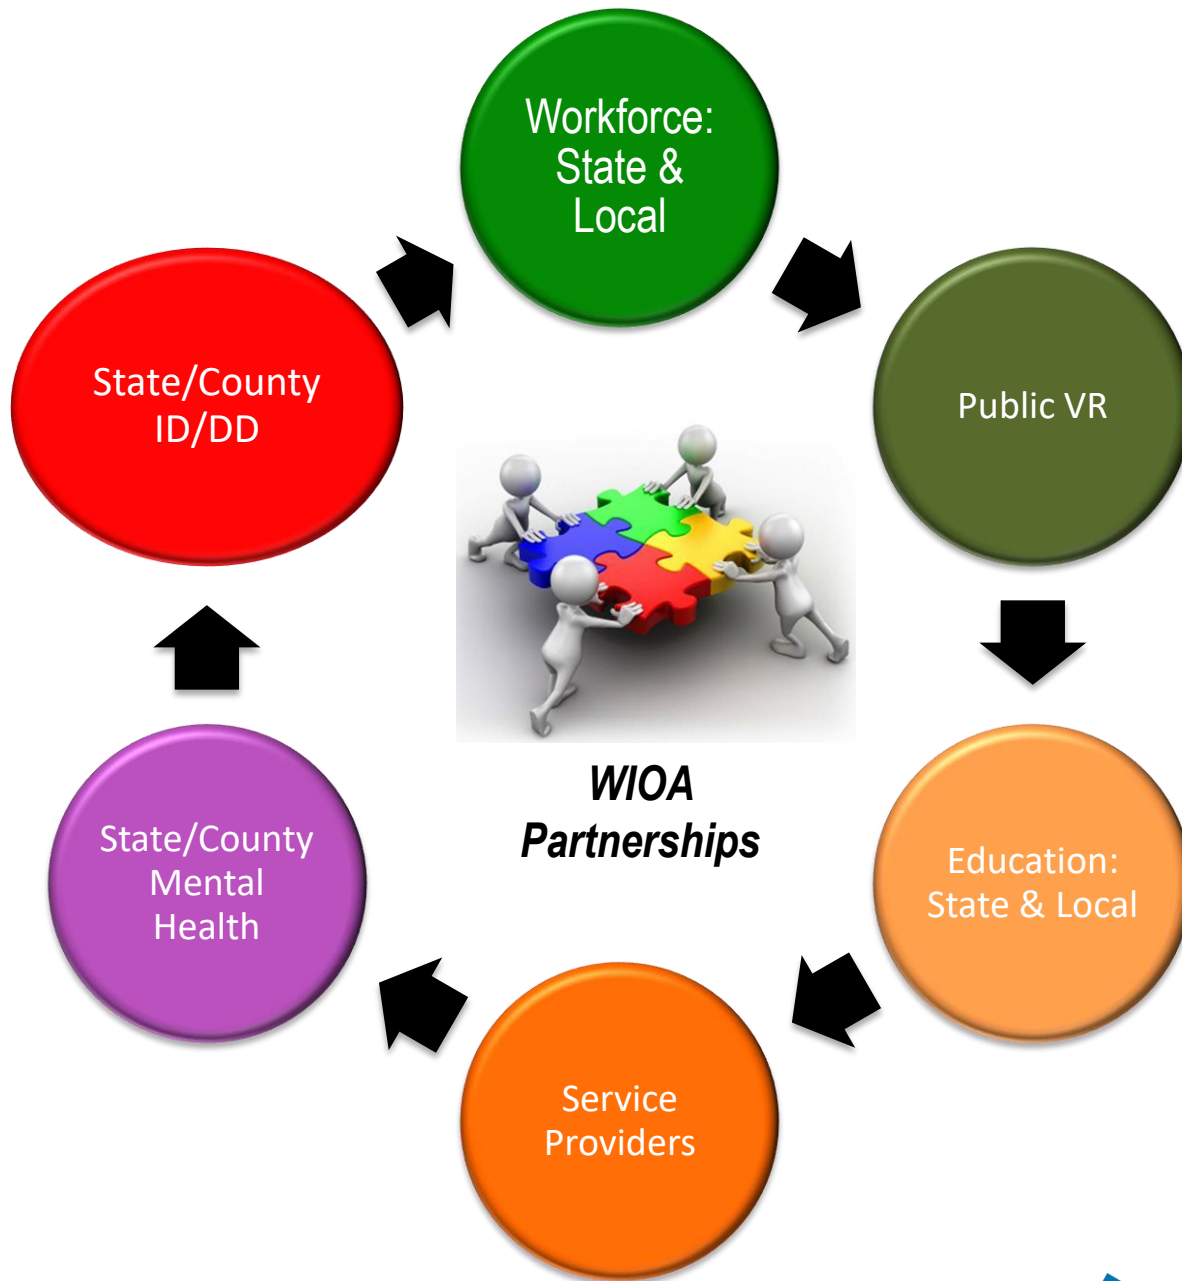 Workforce:
State &
Local
Public VR
Education:
State & Local
Service
Providers
State/County
Mental
Health
State/County
ID/DD
WIOA
Partnerships